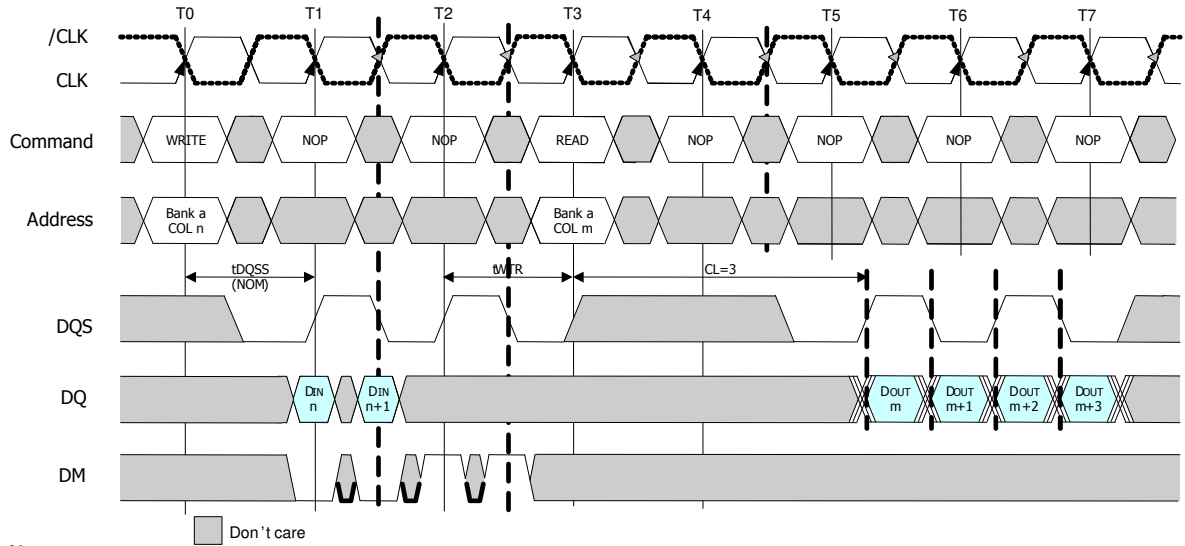 T0 T1 T2 T3 T4 T5 T6 T7
/CLK
CLK
Command WRITE NOP NOP READ NOP NOP NOP NOP
Address Bank a Bank a
COL n COL m
tDQSS tWTR CL=3
(NOM)
DQS
DQ DIN DIN DOUT DOUT DOUT DOUT
n n+1 m m+1 m+2 m+3
DM
Don't care